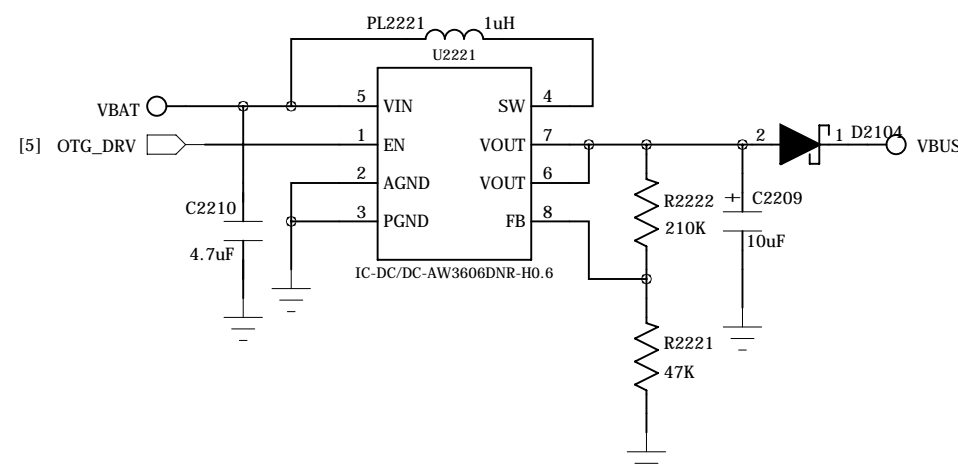 PL2221 1uH
U2221
VBAT 5 VIN SW 4
[5] OTG_DRV 1 EN VOUT 7 2 1 D2104 VBUS
2 AGND VOUT 6
C2210 R2222 + C2209
3 PGND FB 8 210K
4.7uF 10uF
IC-DC/DC-AW3606DNR-H0.6
R2221
47K